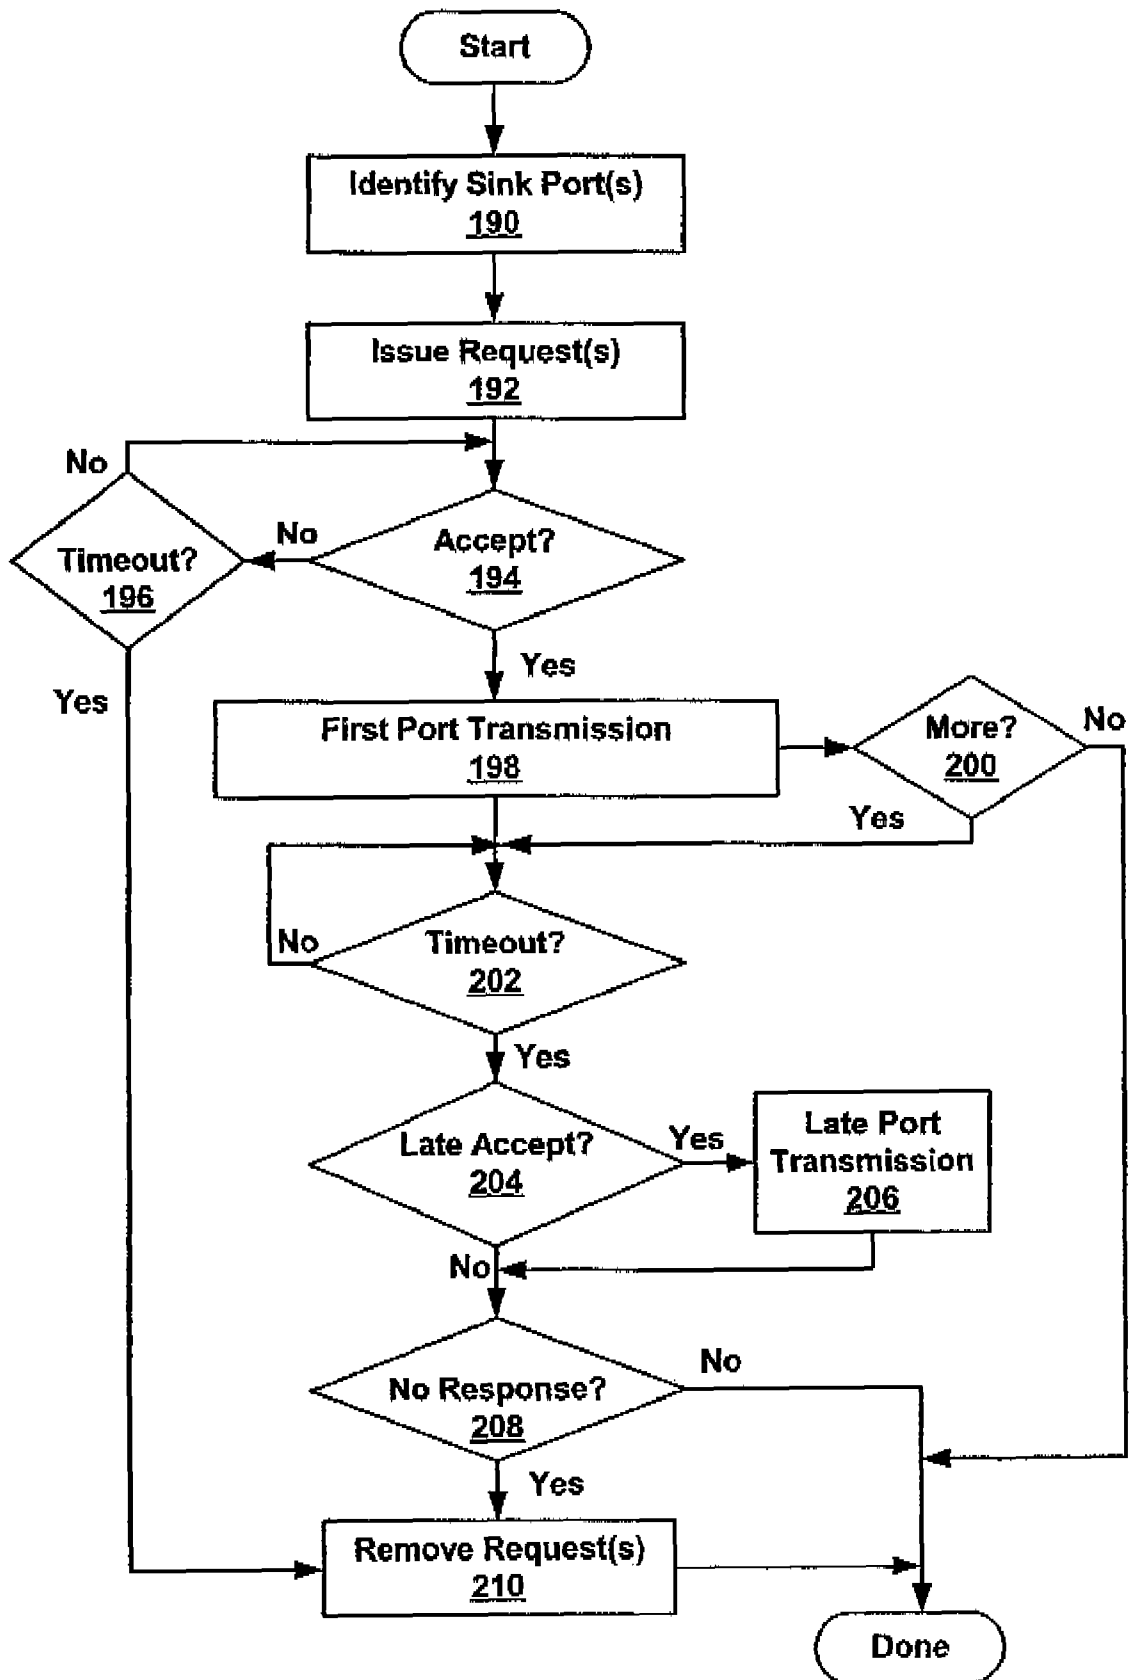 Start
Identify Sink Port(s)
190
Issue Request(s)
192
No
Timeout?
196
No
Accept?
194
Yes
Yes
First Port Transmission
198
More?
200
No
Yes
No
Timeout?
202
Yes
Late Accept?
204
Yes
Late Port
Transmission
206
No
No Response?
208
No
Yes
Remove Request(s)
210
Done